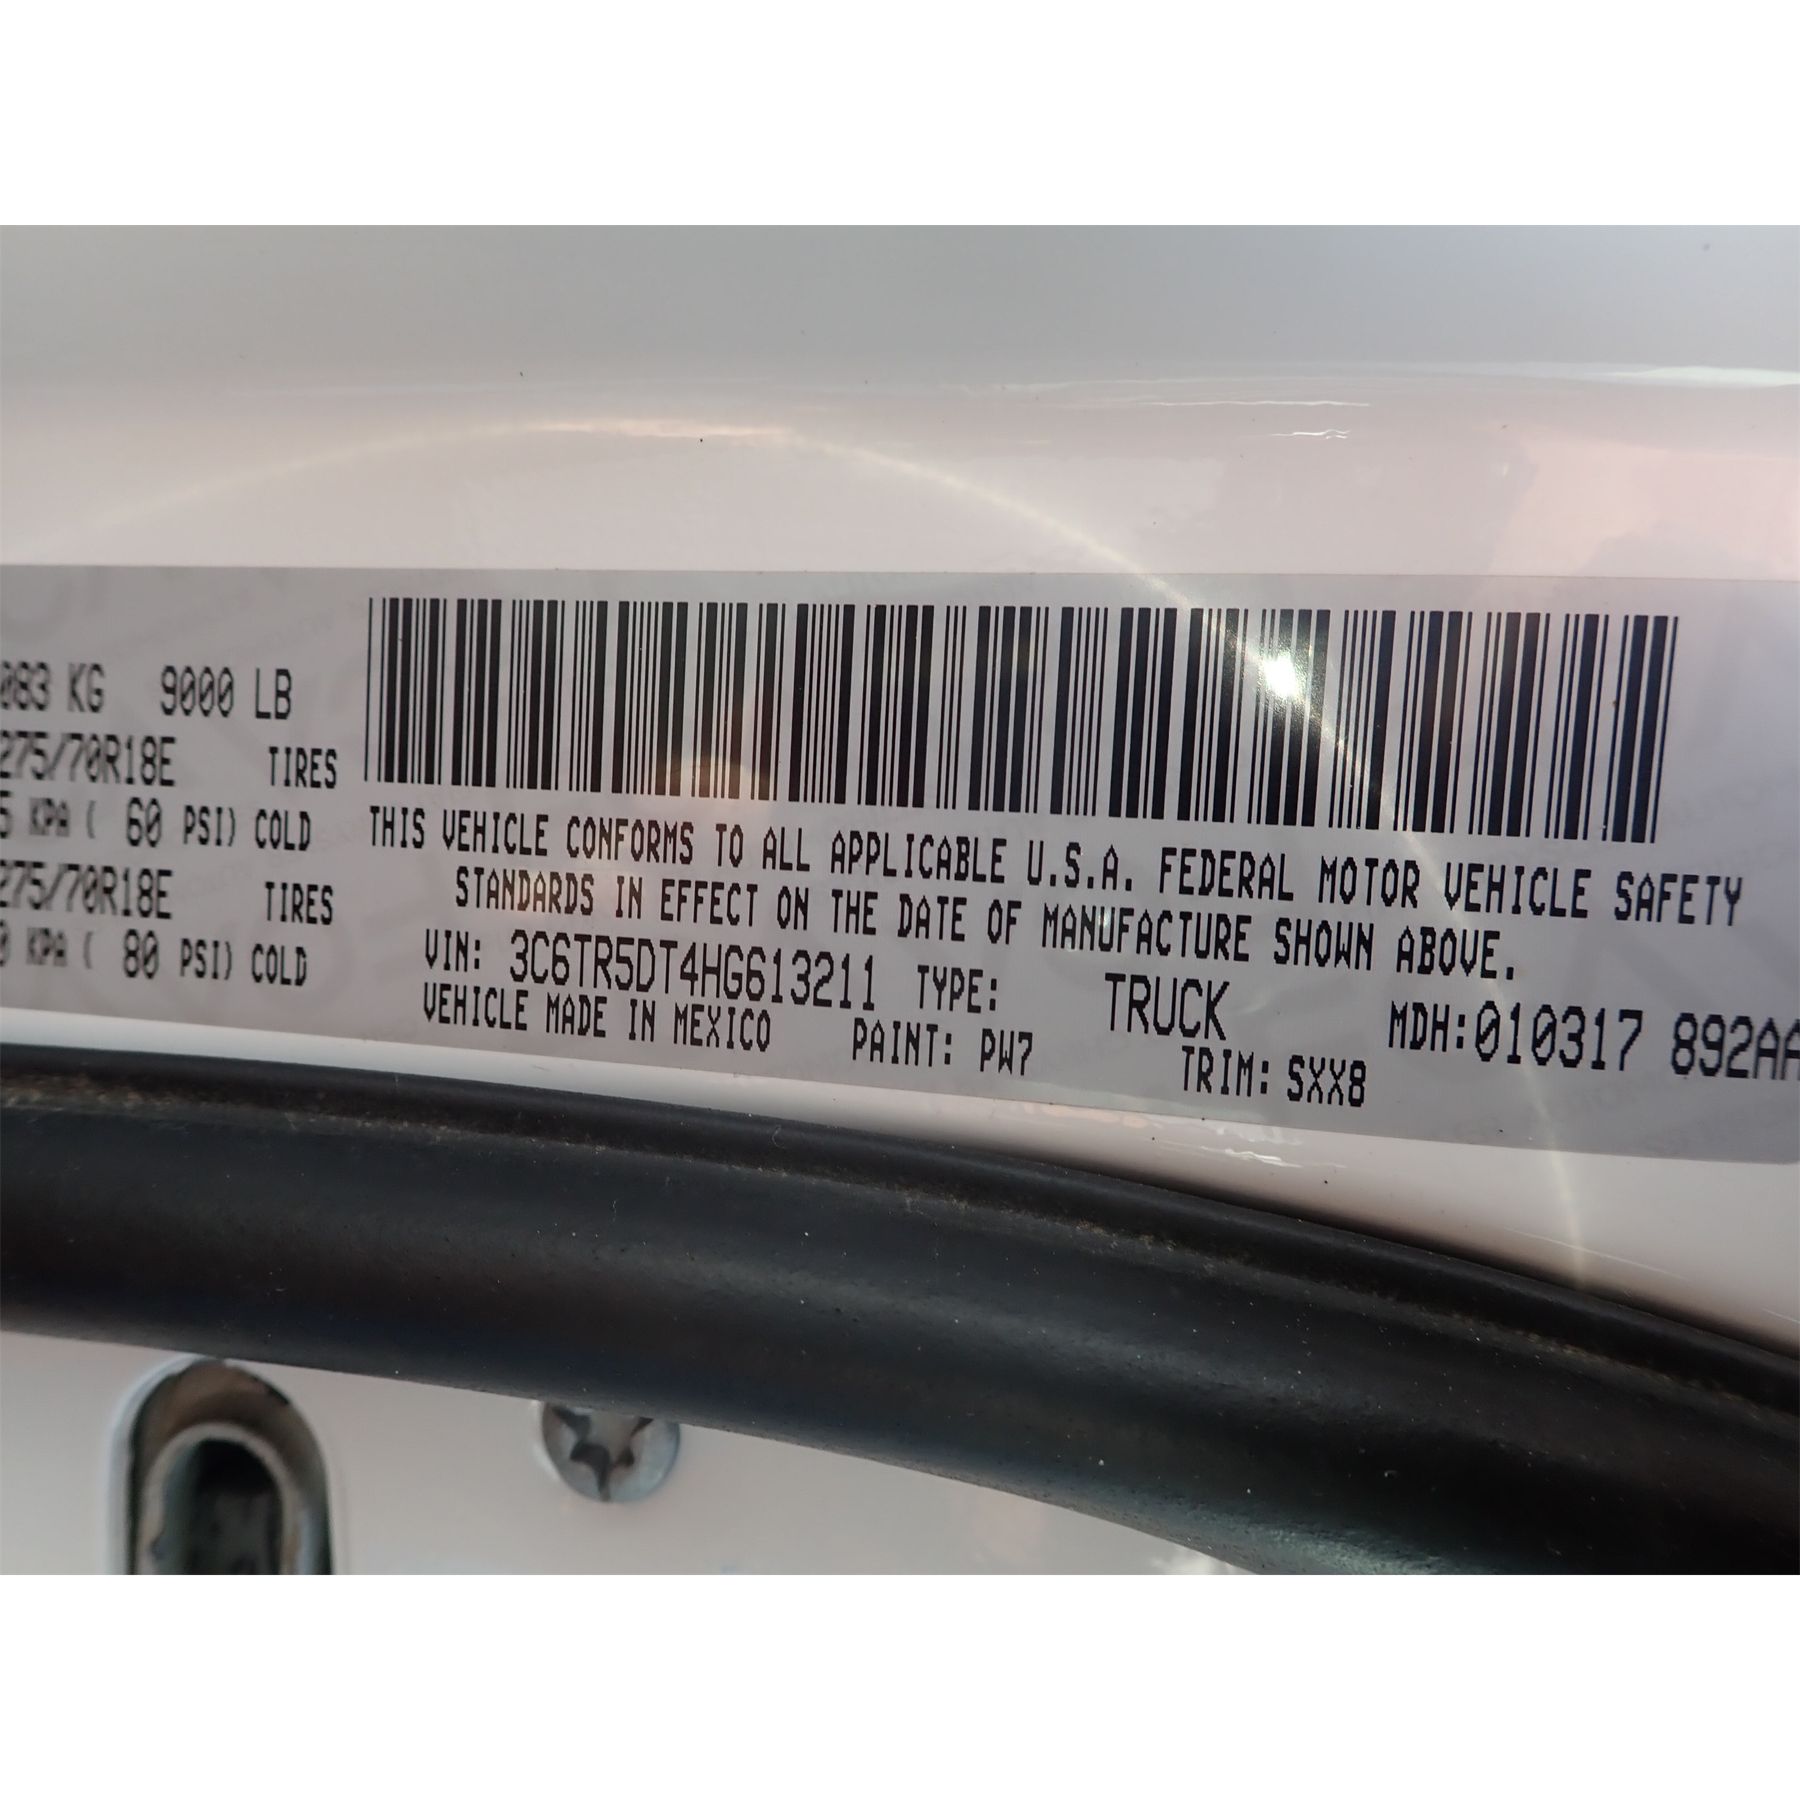 083 KG 9000 LB
275/70R18E TIRES
5 KPA ( 60 PSI) COLD
275/70R18E TIRES
0 KPA ( 80 PSI) COLD
THIS VEHICLE CONFORMS TO ALL APPLICABLE U.S.A. FEDERAL MOTOR VEHICLE SAFETY
STANDARDS IN EFFECT ON THE DATE OF MANUFACTURE SHOWN ABOVE.
VIN: 3C6TR5DT4HG613211 TYPE: TRUCK MDH:010317 892AA
VEHICLE MADE IN MEXICO PAINT: PW7 TRIM: SXX8